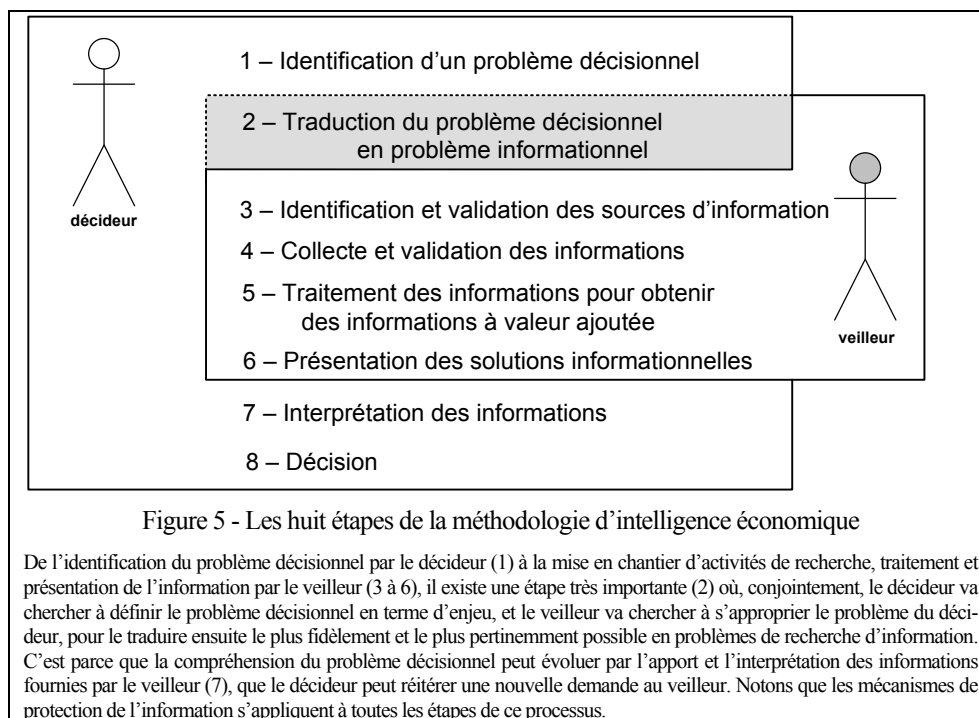 1 – Identification d’un problème décisionnel
2 – Traduction du problème décisionnel
en problème informationnel
décideur
3 – Identification et validation des sources d’information
4 – Collecte et validation des informations
5 – Traitement des informations pour obtenir
des informations à valeur ajoutée
veilleur
6 – Présentation des solutions informationnelles
7 – Interprétation des informations
8 – Décision
Figure 5 - Les huit étapes de la méthodologie d’intelligence économique
De l’identification du problème décisionnel par le décideur (1) à la mise en chantier d’activités de recherche, traitement et
présentation de l’information par le veilleur (3 à 6), il existe une étape très importante (2) où, conjointement, le décideur va
chercher à définir le problème décisionnel en terme d’enjeu, et le veilleur va chercher à s’approprier le problème du déci-
deur, pour le traduire ensuite le plus fidèlement et le plus pertinemment possible en problèmes de recherche d’information.
C’est parce que la compréhension du problème décisionnel peut évoluer par l’apport et l’interprétation des informations
fournies par le veilleur (7), que le décideur peut réitérer une nouvelle demande au veilleur. Notons que les mécanismes de
protection de l’information s’appliquent à toutes les étapes de ce processus.